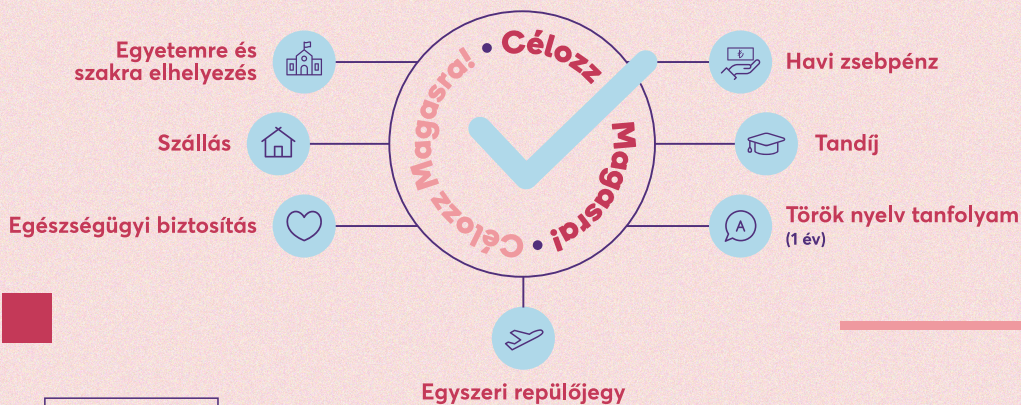 Egyetemre és
szakra elhelyezés
Szállás
Egészségügyi biztosítás
• Célozz
Magasra!
• Célozz Magasra!
₺
Havi zsebpénz
Tandíj
A
Török nyelv tanfolyam
(1 év)
Egyszeri repülőjegy